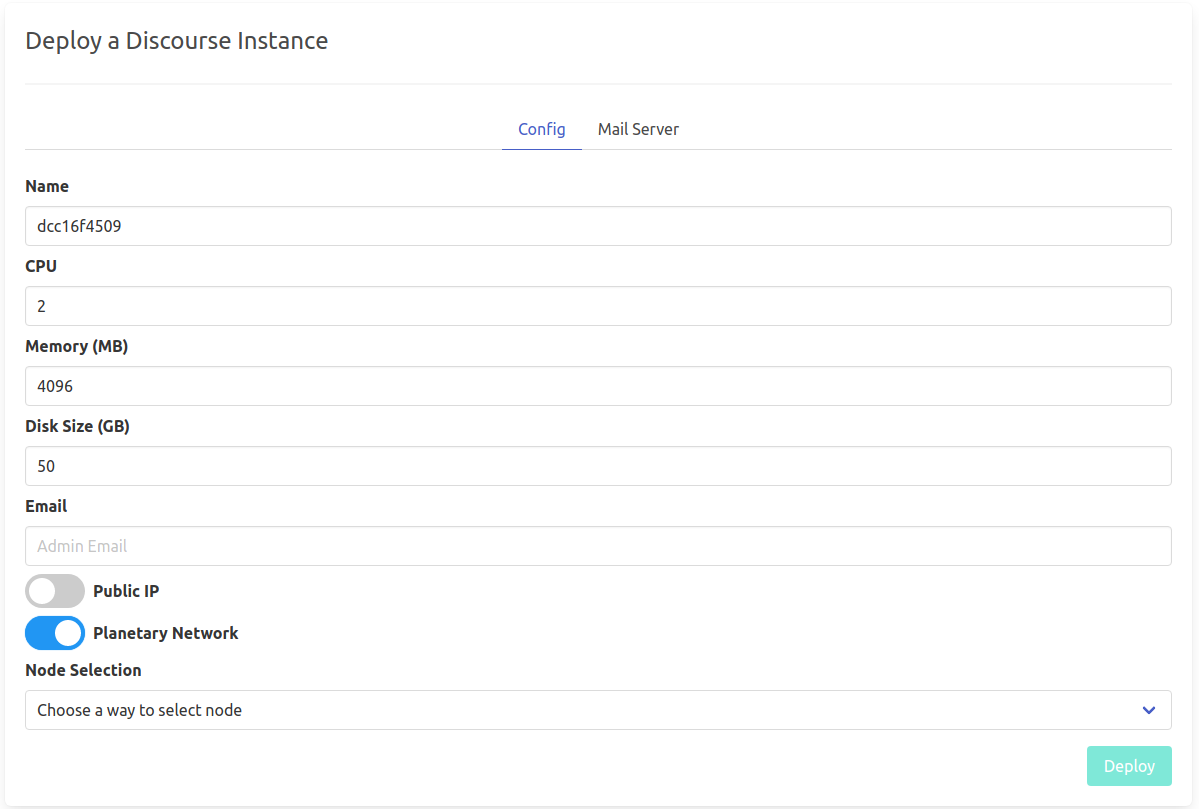 Deploy a Discourse Instance
Config Mail Server
Name
dcc16f4509
CPU
2
Memory (MB)
4096
Disk Size (GB)
50
Email
Admin Email
Public IP
Planetary Network
Node Selection
Choose a way to select node
Deploy